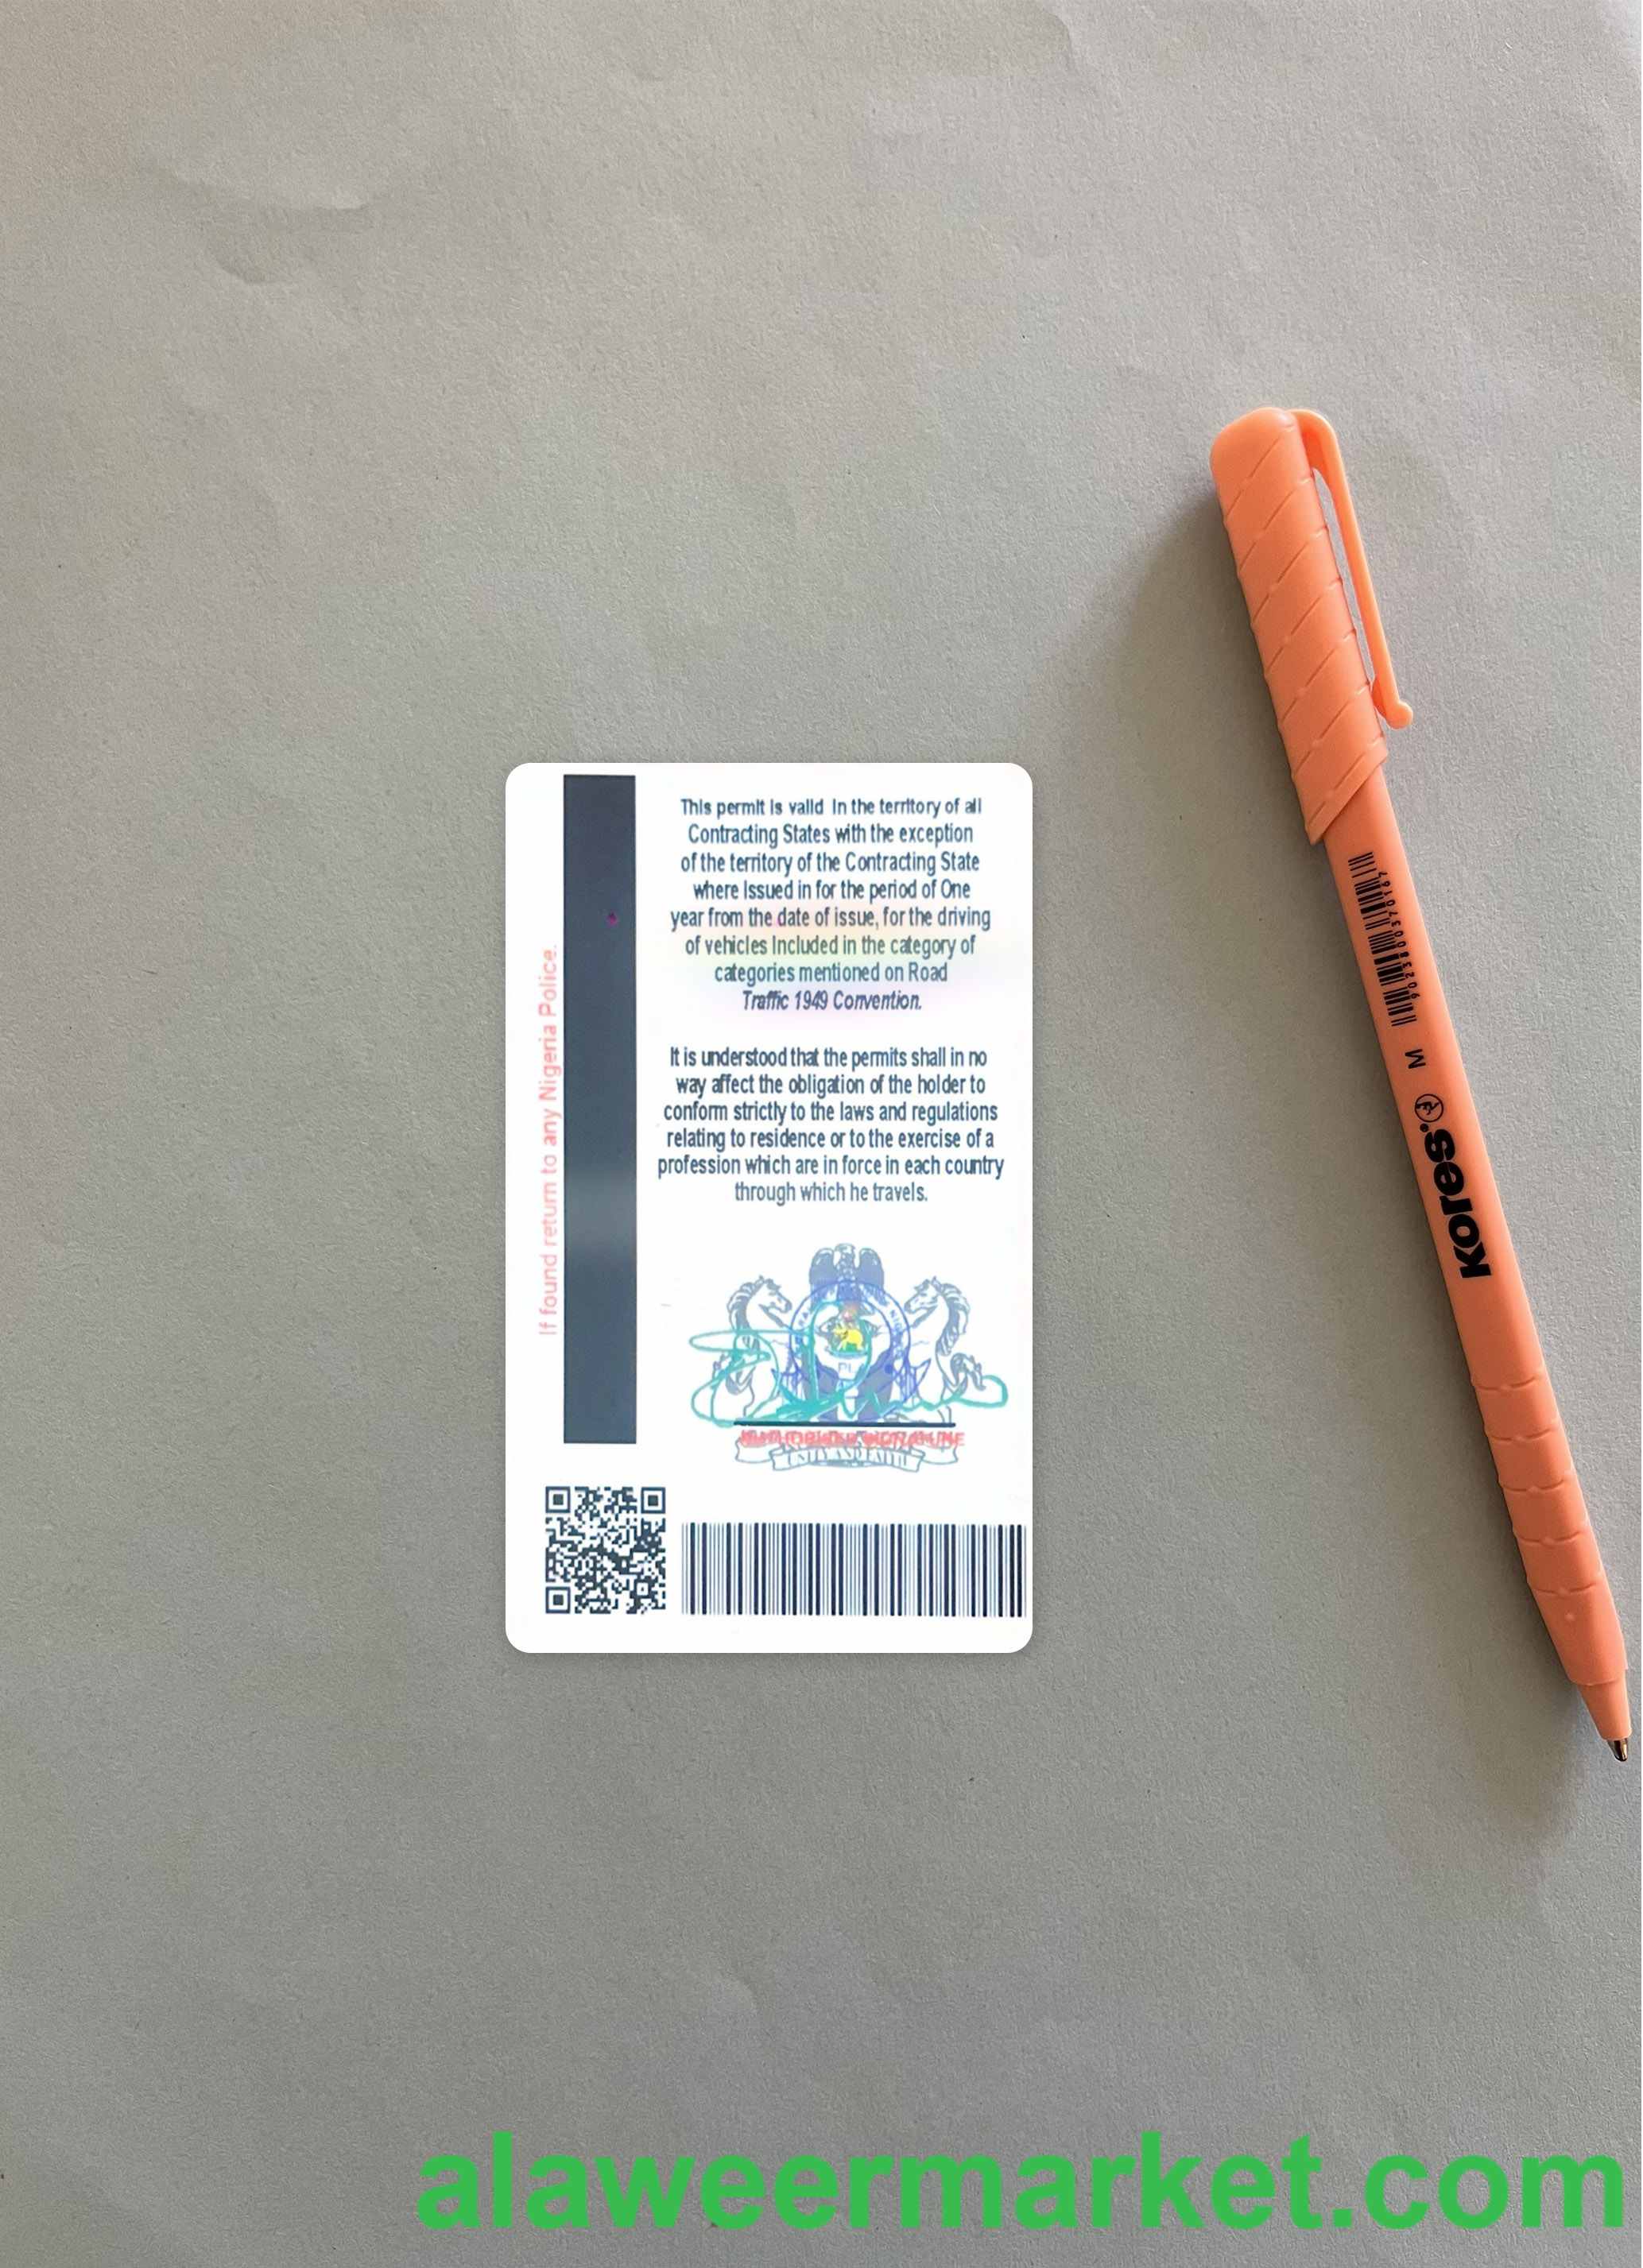 This permit is valid in the territory of all
Contracting States with the exception
of the territory of the Contracting State
where Issued in for the period of One
year from the date of issue, for the driving
of vehicles Included in the category of
categories mentioned on Road
Traffic 1949 Convention.
It is understood that the permits shall in no
way affect the obligation of the holder to
conform strictly to the laws and regulations
relating to residence or to the exercise of a
profession which are in force in each country
through which he travels.
If found return to any Nigeria Police.
9023800370167
M
Kores
alaweermarket.com